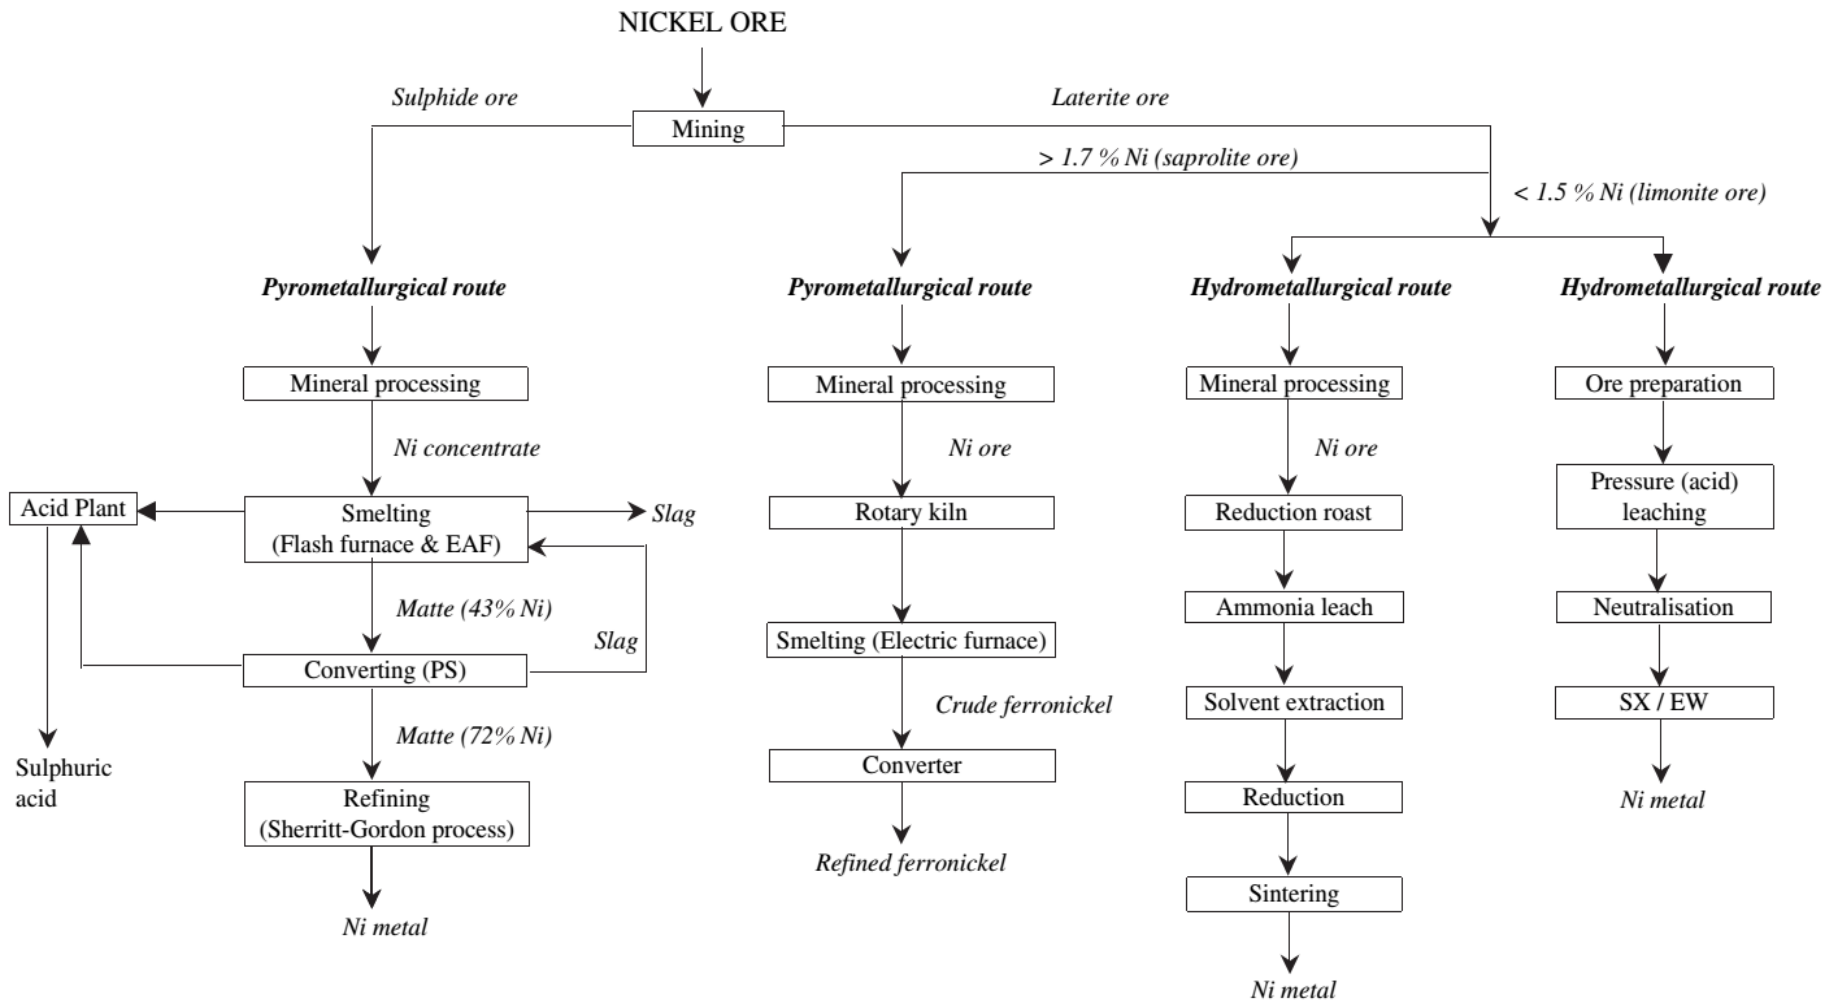 NICKEL ORE
Sulphide ore
Laterite ore
Mining
> 1.7 % Ni (saprolite ore)
< 1.5 % Ni (limonite ore)
Pyrometallurgical route
Pyrometallurgical route
Hydrometallurgical route
Hydrometallurgical route
Mineral processing
Mineral processing
Mineral processing
Ore preparation
Ni concentrate
Ni ore
Ni ore
Pressure (acid)
leaching
Acid Plant
Smelting
(Flash furnace & EAF)
Slag
Rotary kiln
Reduction roast
Matte (43% Ni)
Slag
Ammonia leach
Neutralisation
Converting (PS)
Smelting (Electric furnace)
Crude ferronickel
Solvent extraction
SX / EW
Matte (72% Ni)
Sulphuric
acid
Refining
(Sherritt-Gordon process)
Converter
Reduction
Ni metal
Refined ferronickel
Sintering
Ni metal
Ni metal